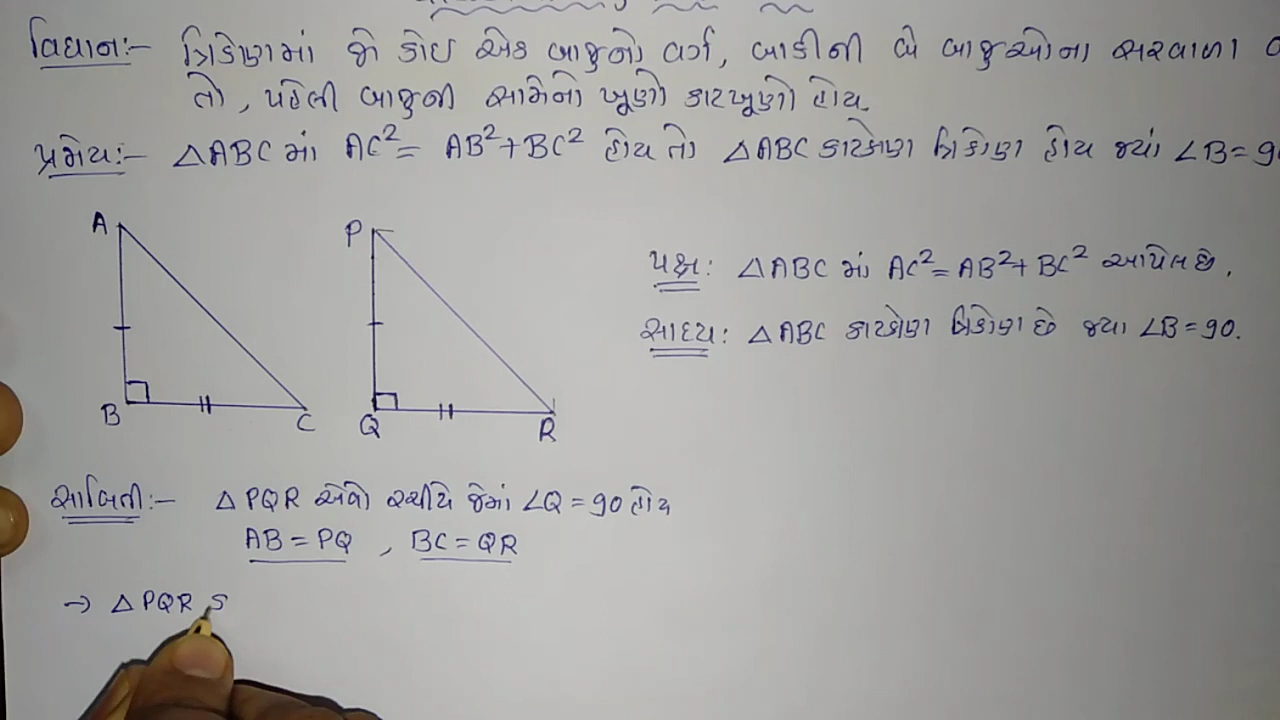 વિધાન:- ત્રિકોણમાં જો કોઇ એક બાજુનો વર્ગ, બાકીની બે બાજુઓના સરવાળા
તો, પહેલી બાજુની સામેનો ખૂણો કાટખૂણો હોય.
પ્રમેય:- △ABC માં AC²= AB²+BC² હોય તો △ABC કાટકોણ ત્રિકોણ હોય જ્યાં ∠B=90
A
P
B
C
Q
R
પક્ષ: △ABC માં AC²=AB²+BC² આપેલ છે.
સાધ્ય: △ABC કાટકોણ ત્રિકોણ છે જ્યાં ∠B=90.
સાબિતી:- △PQR એવો રચીયે જેમાં ∠Q=90 હોય
AB=PQ , BC=QR
→ △PQR ક